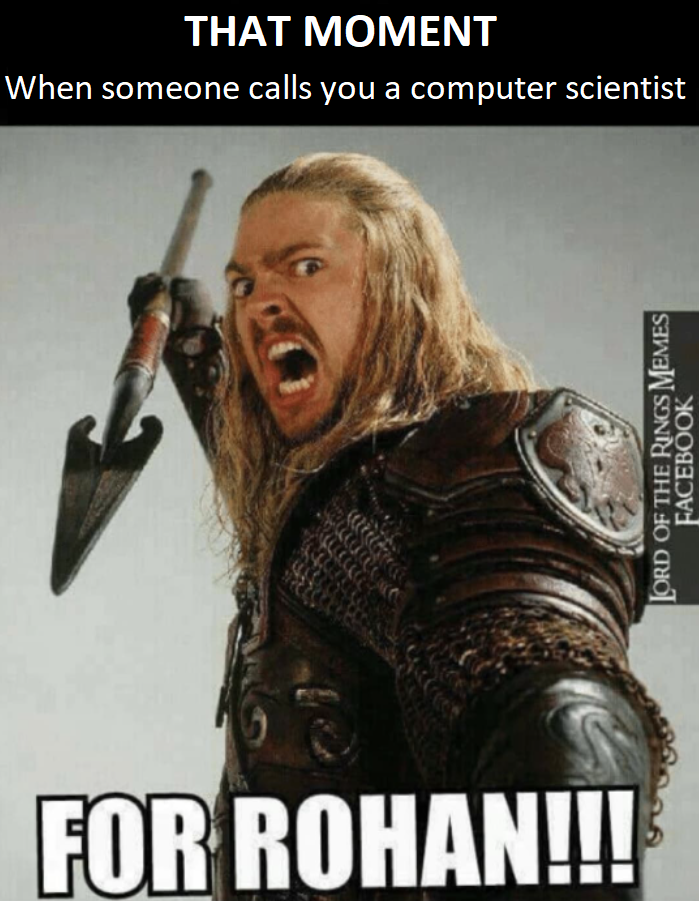 THAT MOMENT
When someone calls you a computer scientist
LORD OF THE RINGS MEMES
FACEBOOK
FOR ROHAN!!!